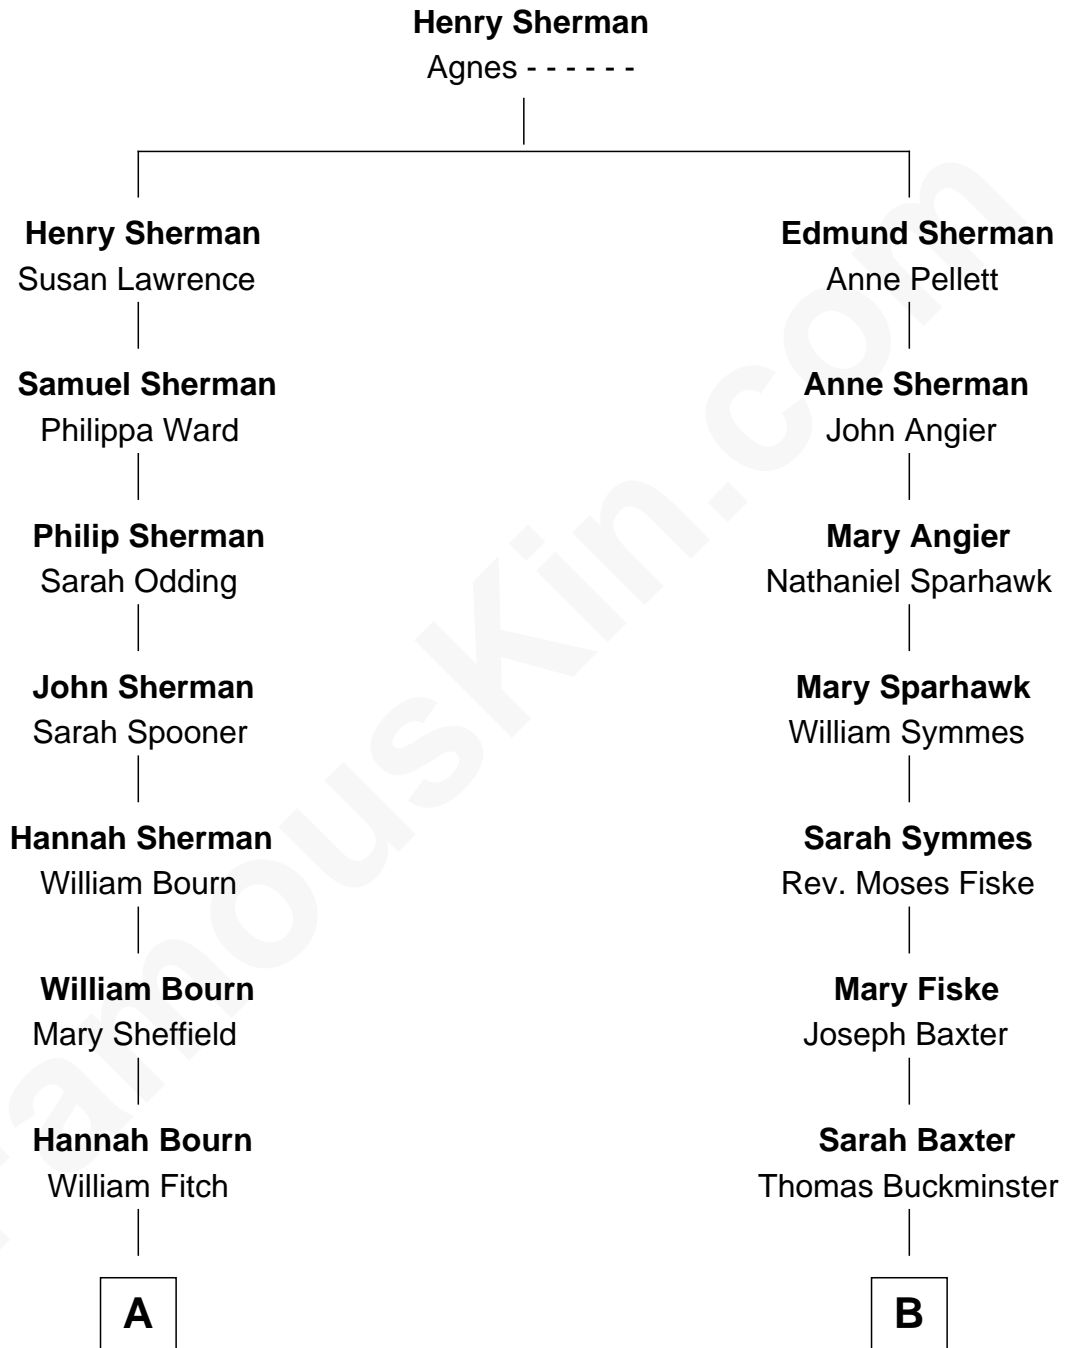 Henry Sherman
Agnes - - - - - -
Henry Sherman
Susan Lawrence
Samuel Sherman
Philippa Ward
Philip Sherman
Sarah Odding
John Sherman
Sarah Spooner
Hannah Sherman
William Bourn
William Bourn
Mary Sheffield
Hannah Bourn
William Fitch
A
Edmund Sherman
Anne Pellett
Anne Sherman
John Angier
Mary Angier
Nathaniel Sparhawk
Mary Sparhawk
William Symmes
Sarah Symmes
Rev. Moses Fiske
Mary Fiske
Joseph Baxter
Sarah Baxter
Thomas Buckminster
B
FamousKin.com